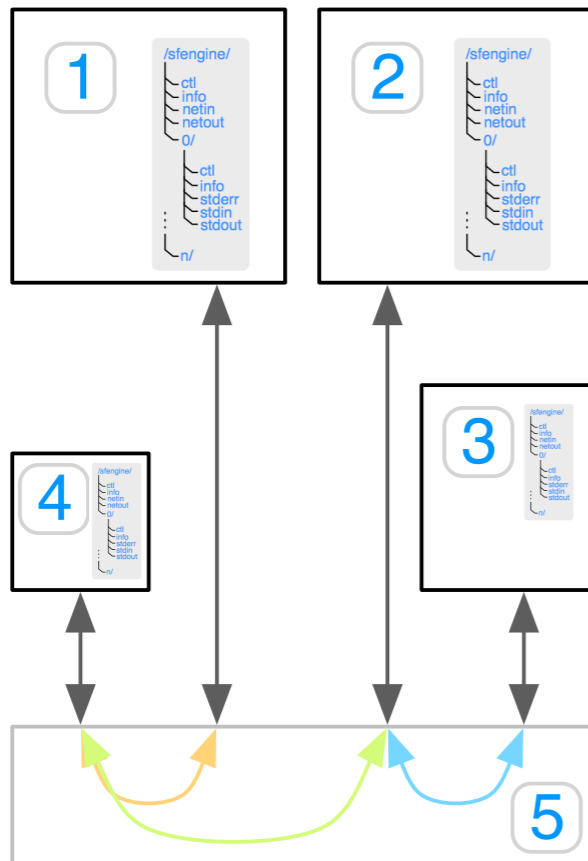 1
/sfengine/
ctl
info
netin
netout
0/
ctl
info
stderr
stdin
stdout
n/
2
/sfengine/
ctl
info
netin
netout
0/
ctl
info
stderr
stdin
stdout
n/
3
/sfengine/
ctl
info
netin
netout
0/
ctl
info
stderr
stdin
stdout
n/
4
/sfengine/
ctl
info
netin
netout
0/
ctl
info
stderr
stdin
stdout
n/
5